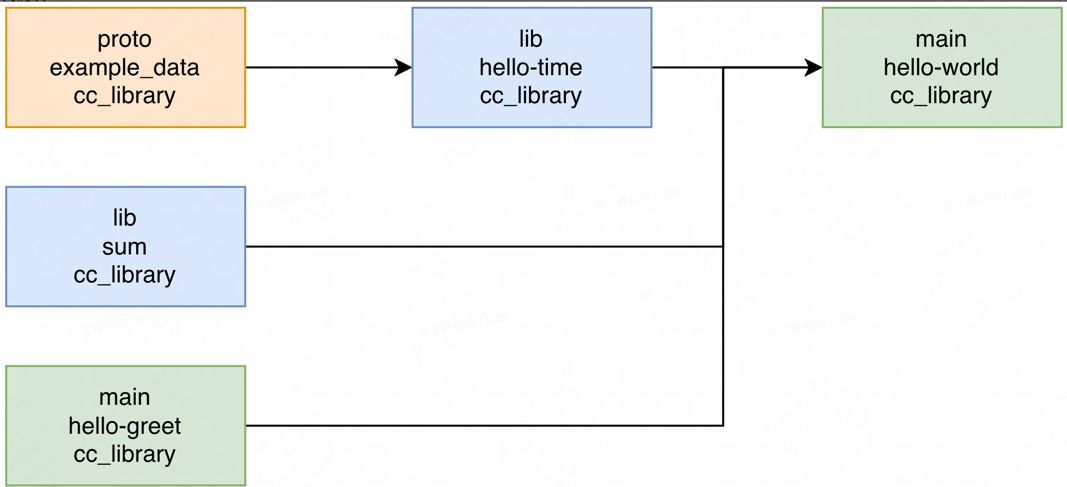 proto
example_data
cc_library
lib
hello-time
cc_library
main
hello-world
cc_library
lib
sum
cc_library
main
hello-greet
cc_library